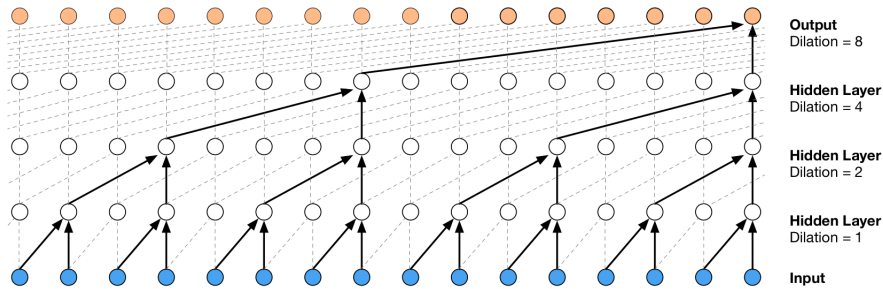 Output
Dilation = 8
Hidden Layer
Dilation = 4
Hidden Layer
Dilation = 2
Hidden Layer
Dilation = 1
Input